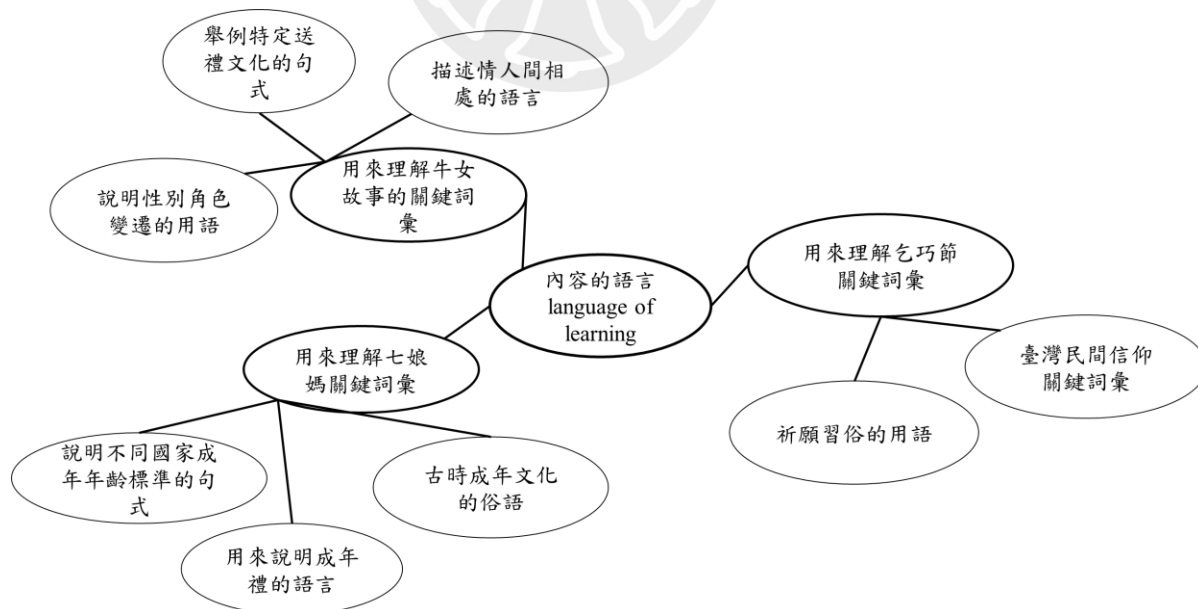 舉例特定送
禮文化的句
式
描述情人間相
處的語言
說明性別角色
變遷的用語
用來理解牛女
故事的關鍵詞
彙
內容的語言
language of
learning
用來理解乞巧節
關鍵詞彙
臺灣民間信仰
關鍵詞彙
祈願習俗的用語
用來理解七娘
媽關鍵詞彙
說明不同國家成
年年齡標準的句
式
古時成年文化
的俗語
用來說明成年
禮的語言